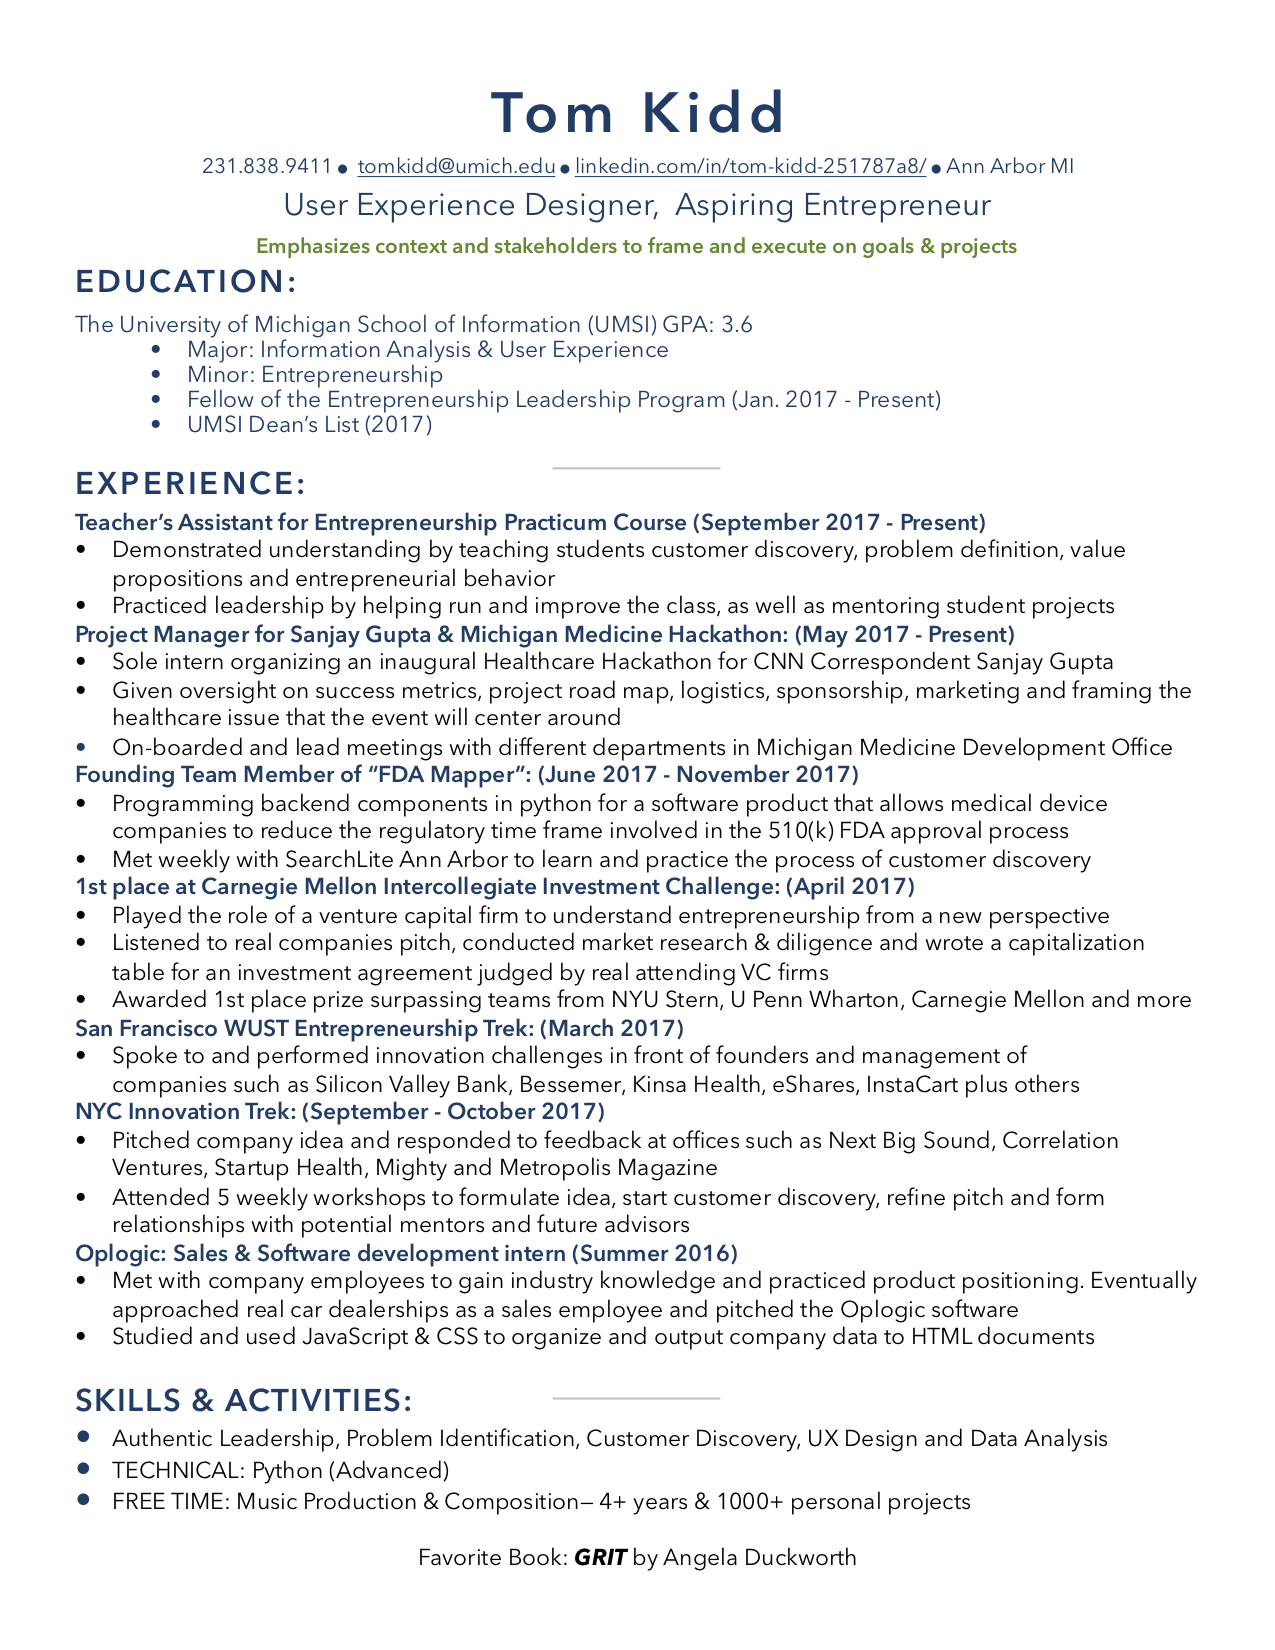 Tom Kidd
231.838.9411 ● tomkidd@umich.edu ● linkedin.com/in/tom-kidd-251787a8/ ● Ann Arbor MI
User Experience Designer, Aspiring Entrepreneur
Emphasizes context and stakeholders to frame and execute on goals & projects
EDUCATION:
The University of Michigan School of Information (UMSI) GPA: 3.6
• Major: Information Analysis & User Experience
• Minor: Entrepreneurship
• Fellow of the Entrepreneurship Leadership Program (Jan. 2017 - Present)
• UMSI Dean’s List (2017)
EXPERIENCE:
Teacher’s Assistant for Entrepreneurship Practicum Course (September 2017 - Present)
• Demonstrated understanding by teaching students customer discovery, problem definition, value
propositions and entrepreneurial behavior
• Practiced leadership by helping run and improve the class, as well as mentoring student projects
Project Manager for Sanjay Gupta & Michigan Medicine Hackathon: (May 2017 - Present)
• Sole intern organizing an inaugural Healthcare Hackathon for CNN Correspondent Sanjay Gupta
• Given oversight on success metrics, project road map, logistics, sponsorship, marketing and framing the
healthcare issue that the event will center around
• On-boarded and lead meetings with different departments in Michigan Medicine Development Office
Founding Team Member of “FDA Mapper”: (June 2017 - November 2017)
• Programming backend components in python for a software product that allows medical device
companies to reduce the regulatory time frame involved in the 510(k) FDA approval process
• Met weekly with SearchLite Ann Arbor to learn and practice the process of customer discovery
1st place at Carnegie Mellon Intercollegiate Investment Challenge: (April 2017)
• Played the role of a venture capital firm to understand entrepreneurship from a new perspective
• Listened to real companies pitch, conducted market research & diligence and wrote a capitalization
table for an investment agreement judged by real attending VC firms
• Awarded 1st place prize surpassing teams from NYU Stern, U Penn Wharton, Carnegie Mellon and more
San Francisco WUST Entrepreneurship Trek: (March 2017)
• Spoke to and performed innovation challenges in front of founders and management of
companies such as Silicon Valley Bank, Bessemer, Kinsa Health, eShares, InstaCart plus others
NYC Innovation Trek: (September - October 2017)
• Pitched company idea and responded to feedback at offices such as Next Big Sound, Correlation
Ventures, Startup Health, Mighty and Metropolis Magazine
• Attended 5 weekly workshops to formulate idea, start customer discovery, refine pitch and form
relationships with potential mentors and future advisors
Oplogic: Sales & Software development intern (Summer 2016)
• Met with company employees to gain industry knowledge and practiced product positioning. Eventually
approached real car dealerships as a sales employee and pitched the Oplogic software
• Studied and used JavaScript & CSS to organize and output company data to HTML documents
SKILLS & ACTIVITIES:
● Authentic Leadership, Problem Identification, Customer Discovery, UX Design and Data Analysis
● TECHNICAL: Python (Advanced)
● FREE TIME: Music Production & Composition— 4+ years & 1000+ personal projects
Favorite Book: GRIT by Angela Duckworth